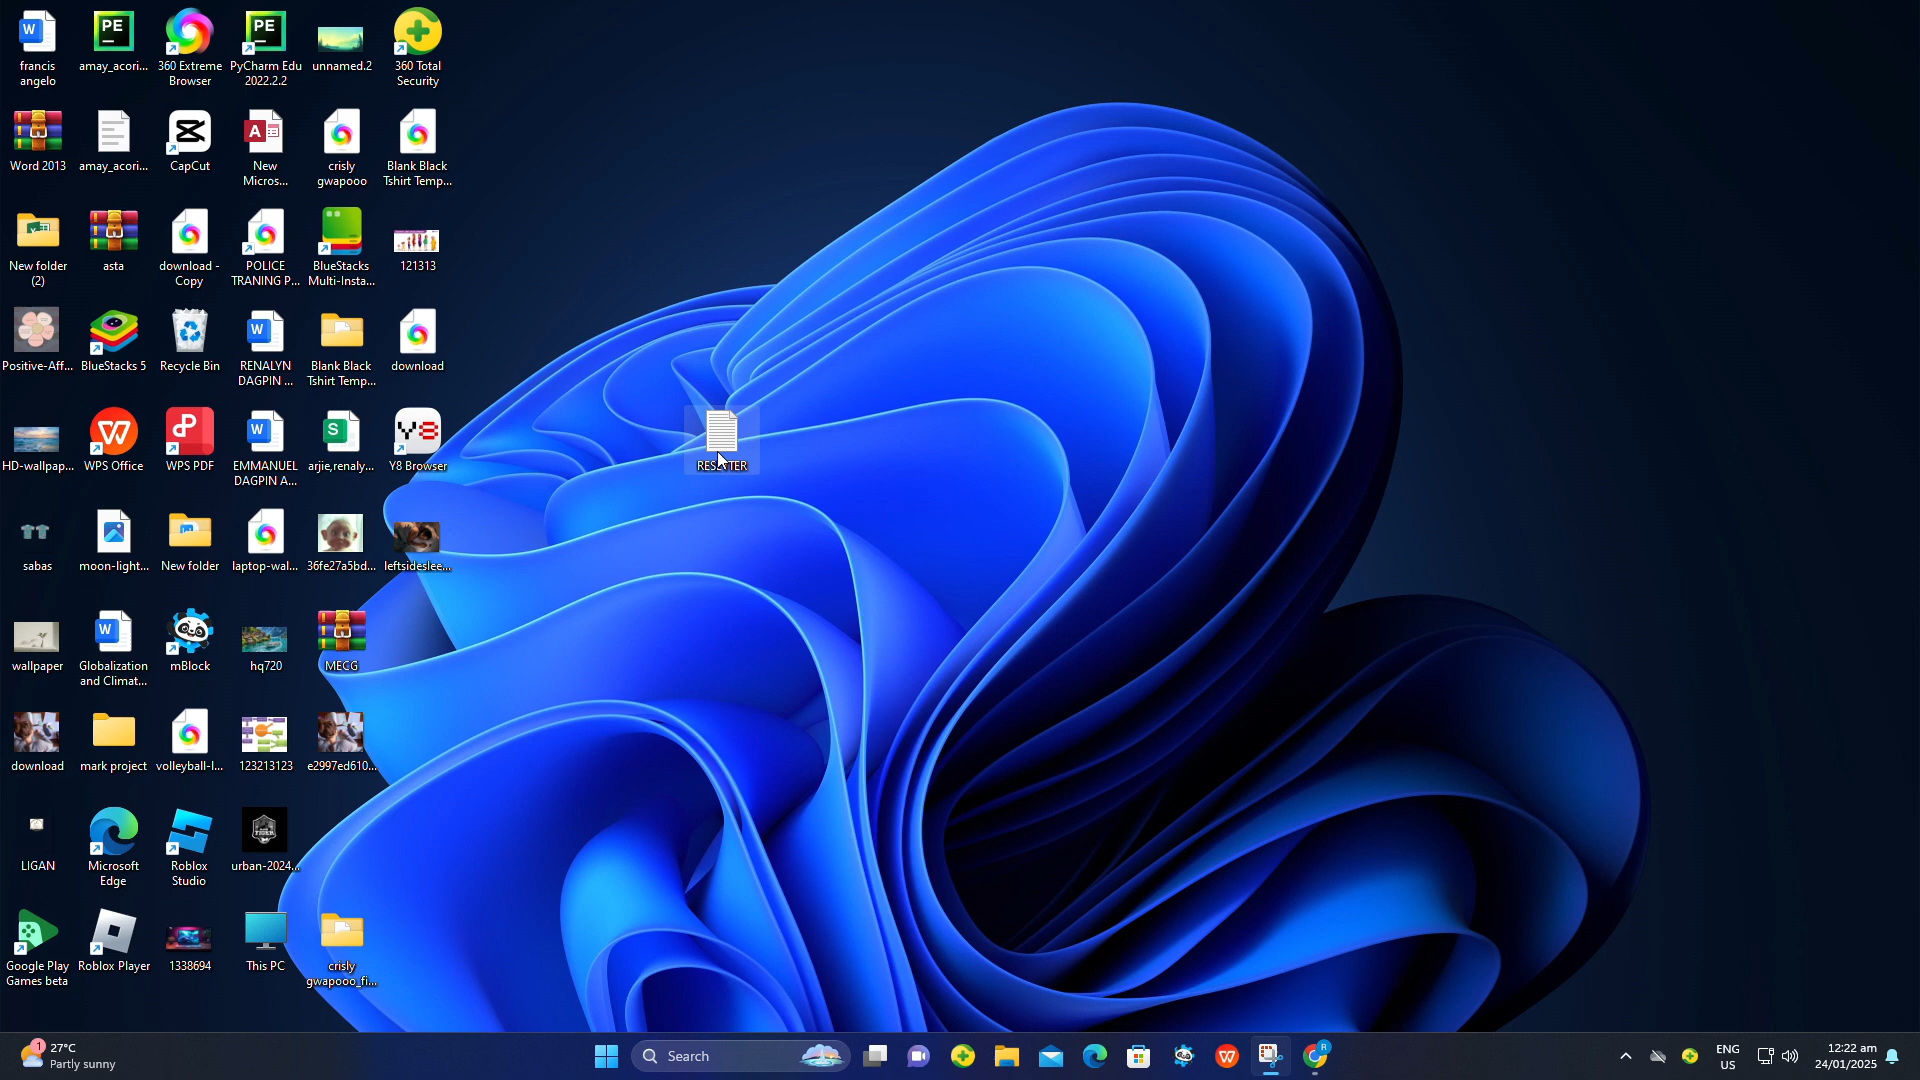 francis
angelo
amay_acori...
360 Extreme
Browser
PyCharm Edu
2022.2.2
unnamed.2
360 Total
Security
Word 2013
amay_acori...
CapCut
New
Micros...
crisly
gwapooo
Blank Black
Tshirt Temp...
New folder
(2)
asta
download -
Copy
POLICE
TRANING P...
BlueStacks
Multi-Insta...
121313
Positive-Aff...
BlueStacks 5
Recycle Bin
RENALYN
DAGPIN ...
Blank Black
Tshirt Temp...
download
HD-wallpap...
WPS Office
WPS PDF
EMMANUEL
DAGPIN A...
arjie,renaly...
Y8 Browser
sabas
moon-light...
New folder
laptop-wal...
36fe27a5bd...
leftsideslee...
wallpaper
Globalization
and Climat...
mBlock
hq720
MECG
download
mark project
volleyball-l...
123213123
e2997ed610...
LIGAN
Microsoft
Edge
Roblox
Studio
urban-2024...
Google Play
Games beta
Roblox Player
1338694
This PC
crisly
gwapooo_fi...
1
27°C
Partly sunny
Search
ENG
US
12:22 am
24/01/2025